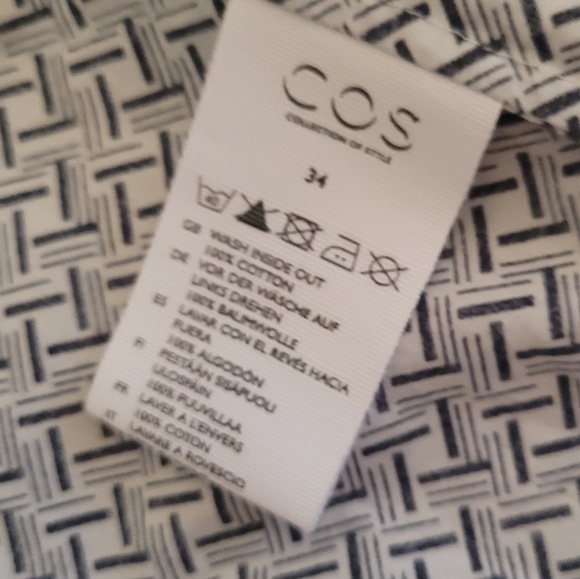 COS
COLLECTION OF STYLE
34
40
GB WASH INSIDE OUT
100% COTTON
DE VOR DER WÄSCHE AUF
LINKS DREHEN
100% BAUMWOLLE
ES LAVAR CON EL REVÉS HACIA
FUERA
100% ALGODÓN
FI PESTÄÄN SISÄPUOLI
ULOSPÄIN
100% PUUVILLAA
FR LAVER A L'ENVERS
100% COTON
IT LAVARE A ROVESCIO